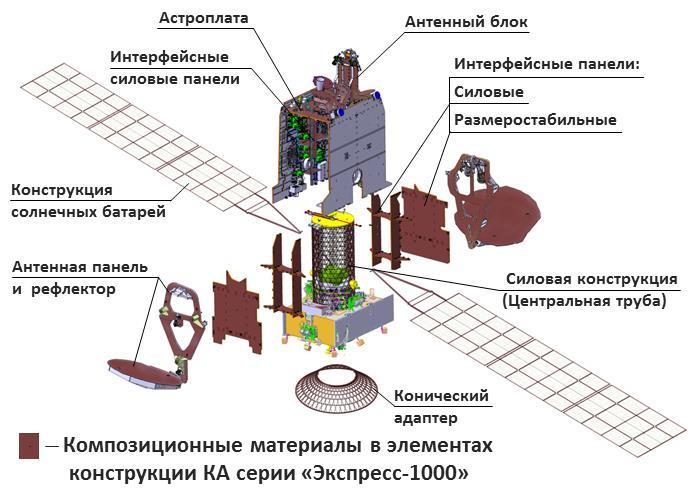 Астроплата
Антенный блок
Интерфейсные
силовые панели
Интерфейсные панели:
Силовые
Размеростабильные
Конструкция
солнечных батарей
Антенная панель
и рефлектор
Силовая конструкция
(Центральная труба)
Конический
адаптер
– Композиционные материалы в элементах
конструкции КА серии «Экспресс-1000»